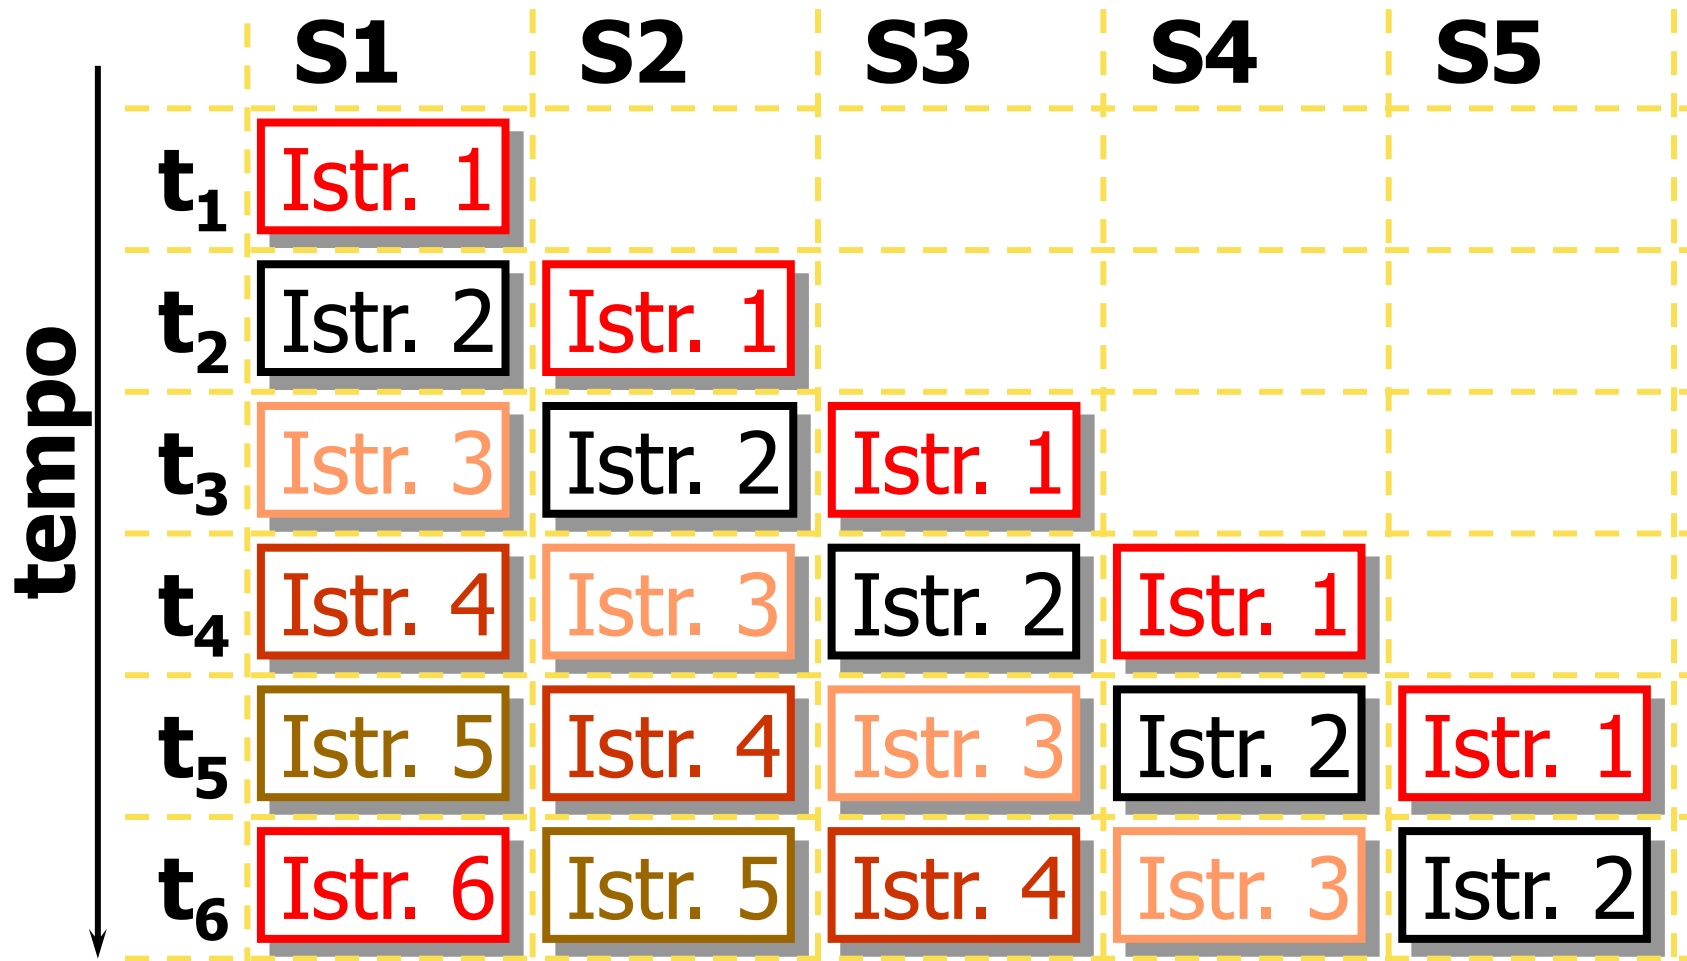 S1 S2 S3 S4 S5
tempo
t1 Istr. 1
t2 Istr. 2 Istr. 1
t3 Istr. 3 Istr. 2 Istr. 1
t4 Istr. 4 Istr. 3 Istr. 2 Istr. 1
t5 Istr. 5 Istr. 4 Istr. 3 Istr. 2 Istr. 1
t6 Istr. 6 Istr. 5 Istr. 4 Istr. 3 Istr. 2